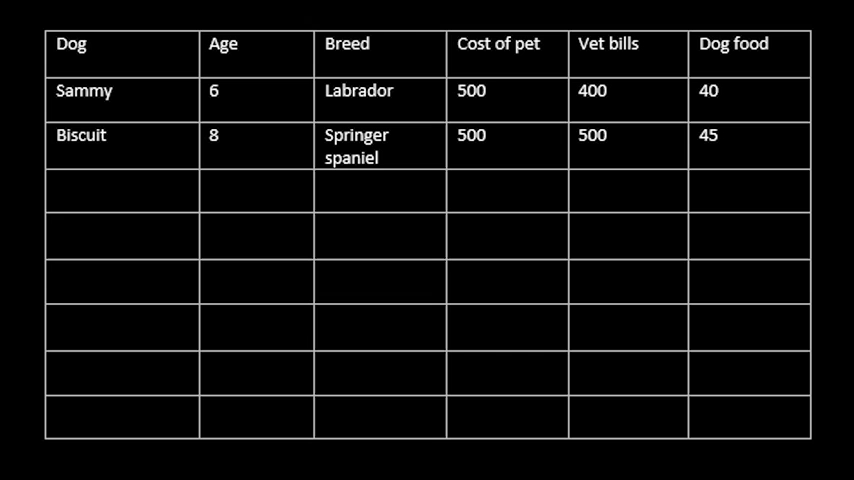 Dog Age Breed Cost of pet Vet bills Dog food
Sammy 6 Labrador 500 400 40
Biscuit 8 Springer spaniel 500 500 45